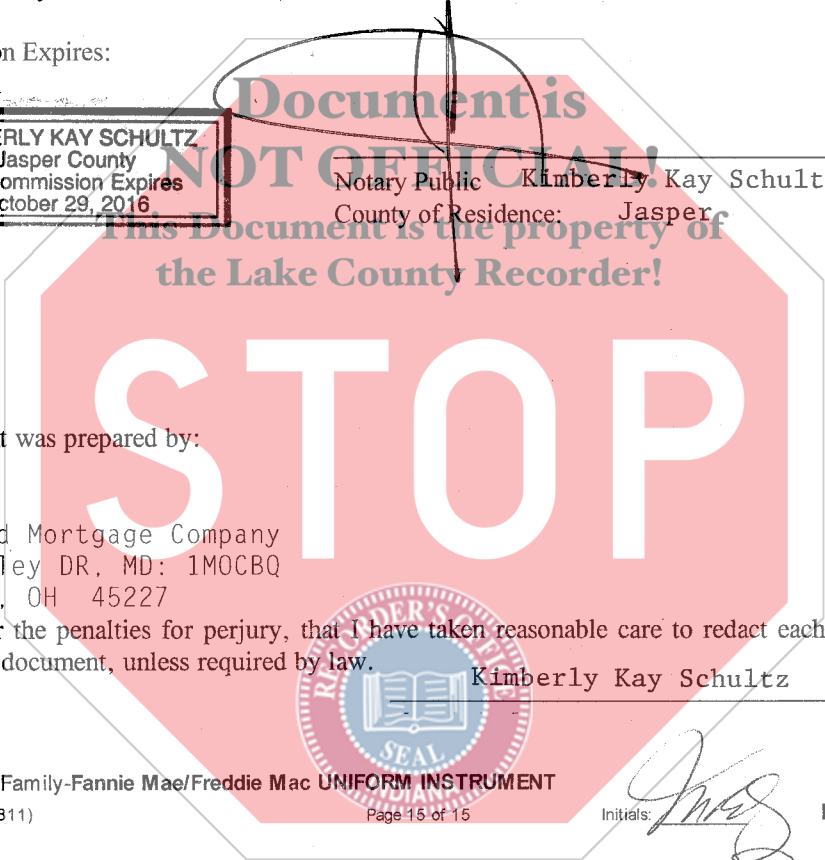 n Expires:
Document is
ERLY KAY SCHULTZ
Jasper County
ommission Expires
ctober 29, 2016
NOT OFFICIAL!
Notary Public Kimberly Kay Schult
County of Residence: Jasper
This Document is the property of
the Lake County Recorder!
STOP
t was prepared by:
d Mortgage Company
ley DR, MD: 1MOCBQ
, OH 45227
r the penalties for perjury, that I have taken reasonable care to redact each
document, unless required by law.
Kimberly Kay Schultz
RECORDER'S OFFICE
SEAL
INDIANA
Family-Fannie Mae/Freddie Mac UNIFORM INSTRUMENT
311)
Page 15 of 15
Initials: